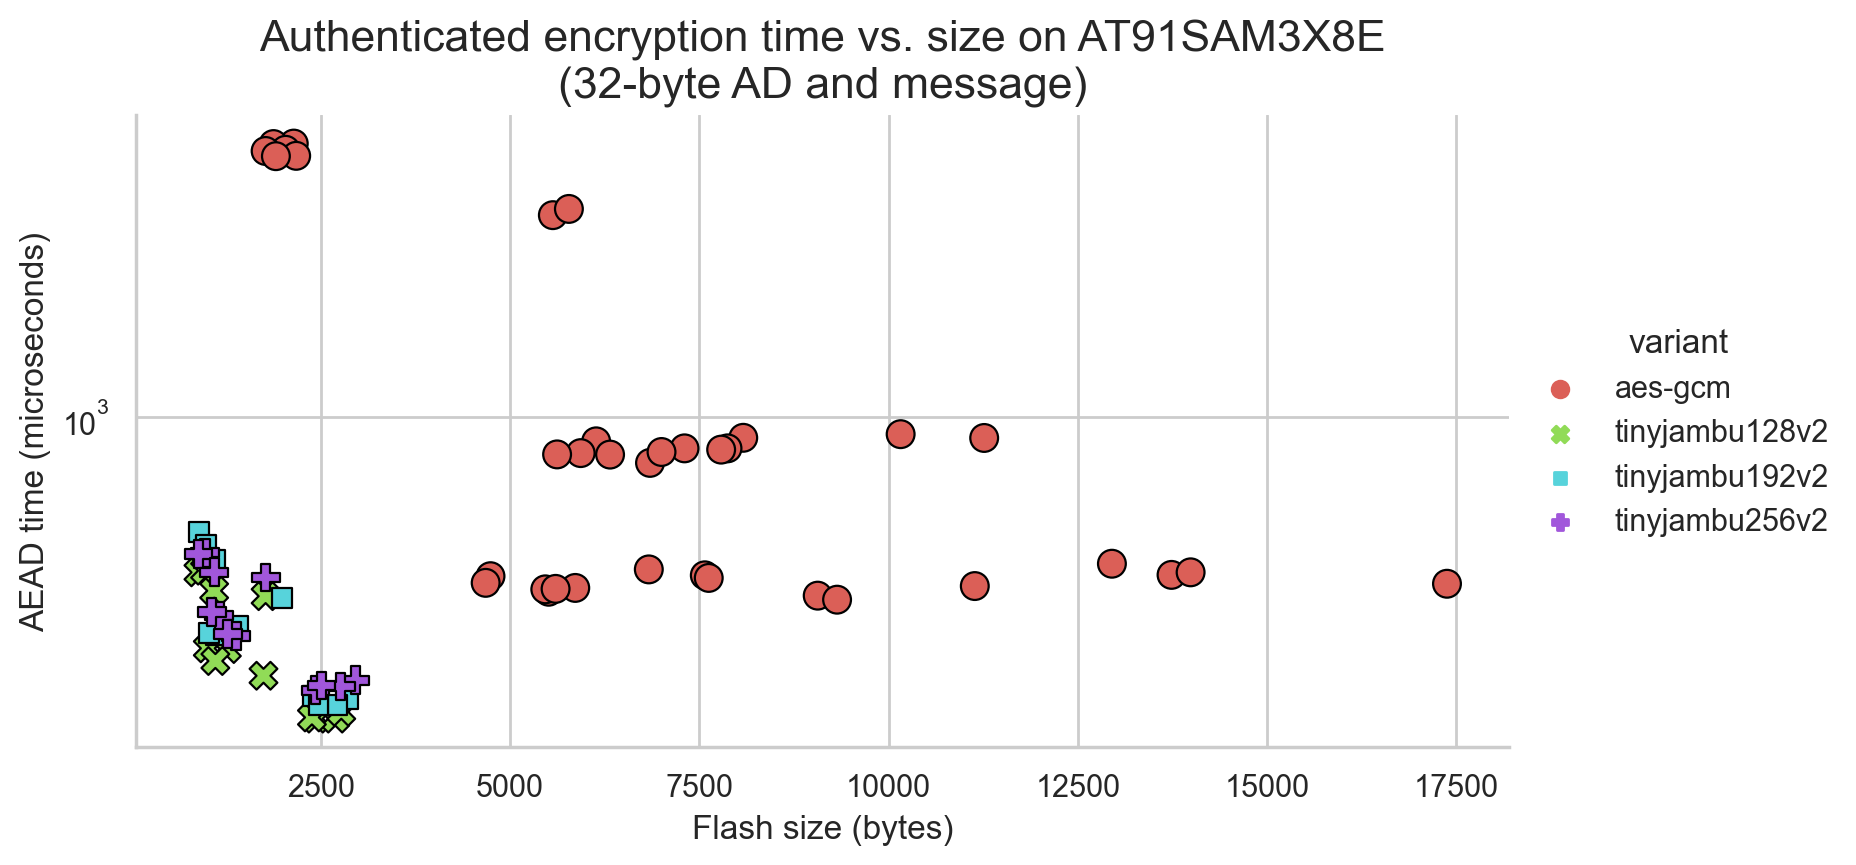 Authenticated encryption time vs. size on AT91SAM3X8E
(32-byte AD and message)
AEAD time (microseconds)
10³
2500 5000 7500 10000 12500 15000 17500
Flash size (bytes)
variant
aes-gcm
tinyjambu128v2
tinyjambu192v2
tinyjambu256v2